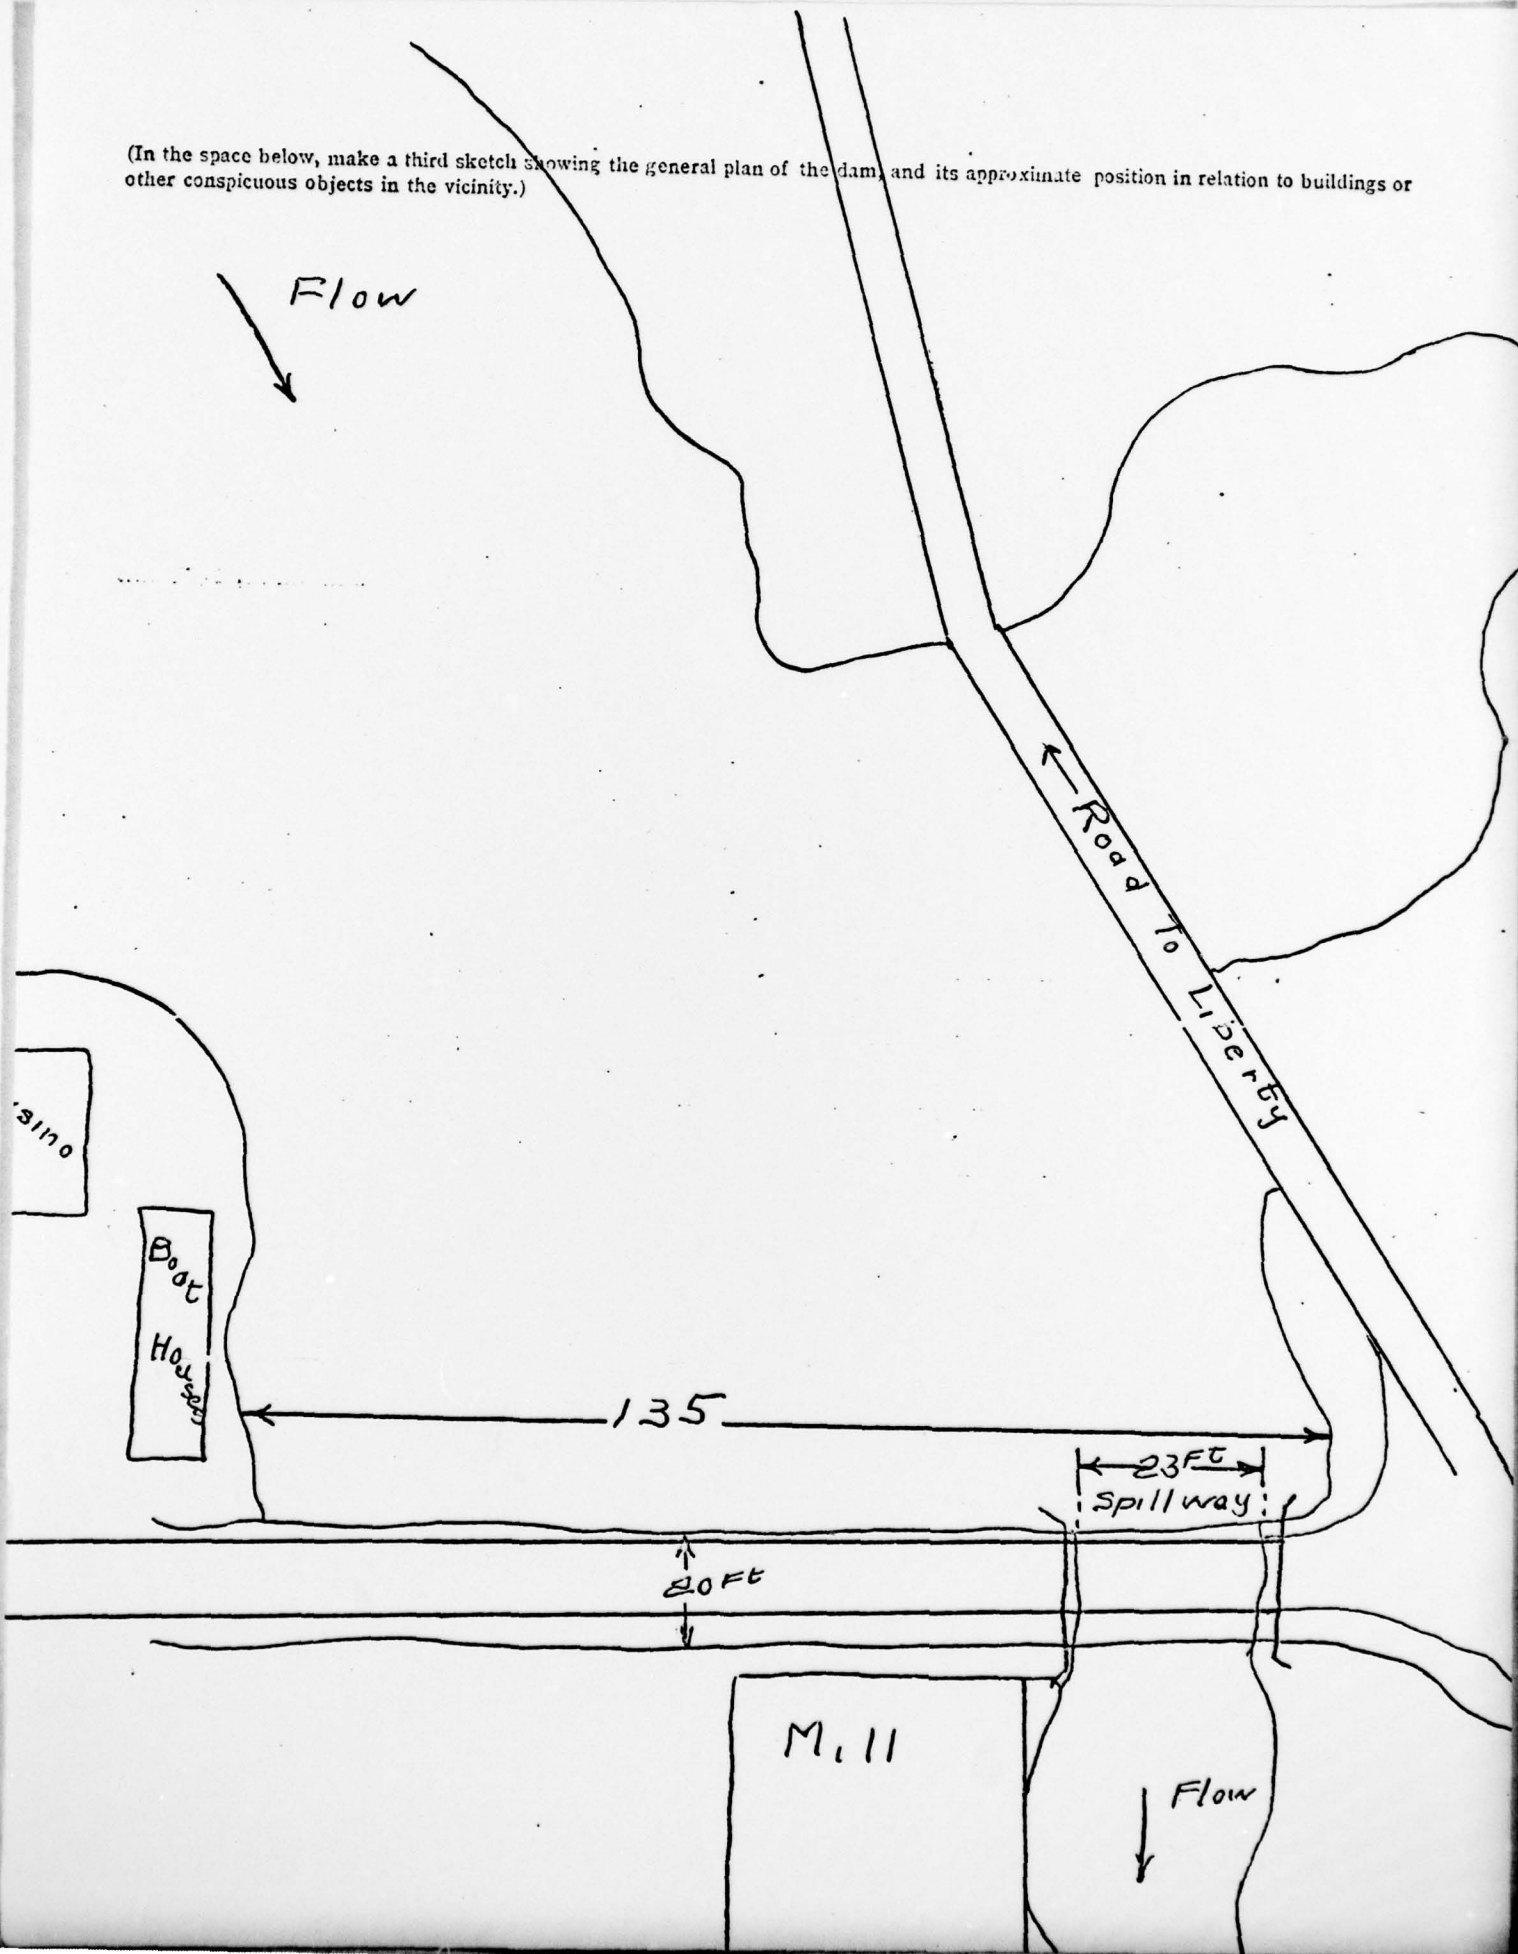 (In the space below, make a third sketch showing the general plan of the dam, and its approximate position in relation to buildings or
other conspicuous objects in the vicinity.)
Flow
Road To Liberty
sino
Boat
House
135
23 Ft
Spillway
20 Ft
Mill
Flow